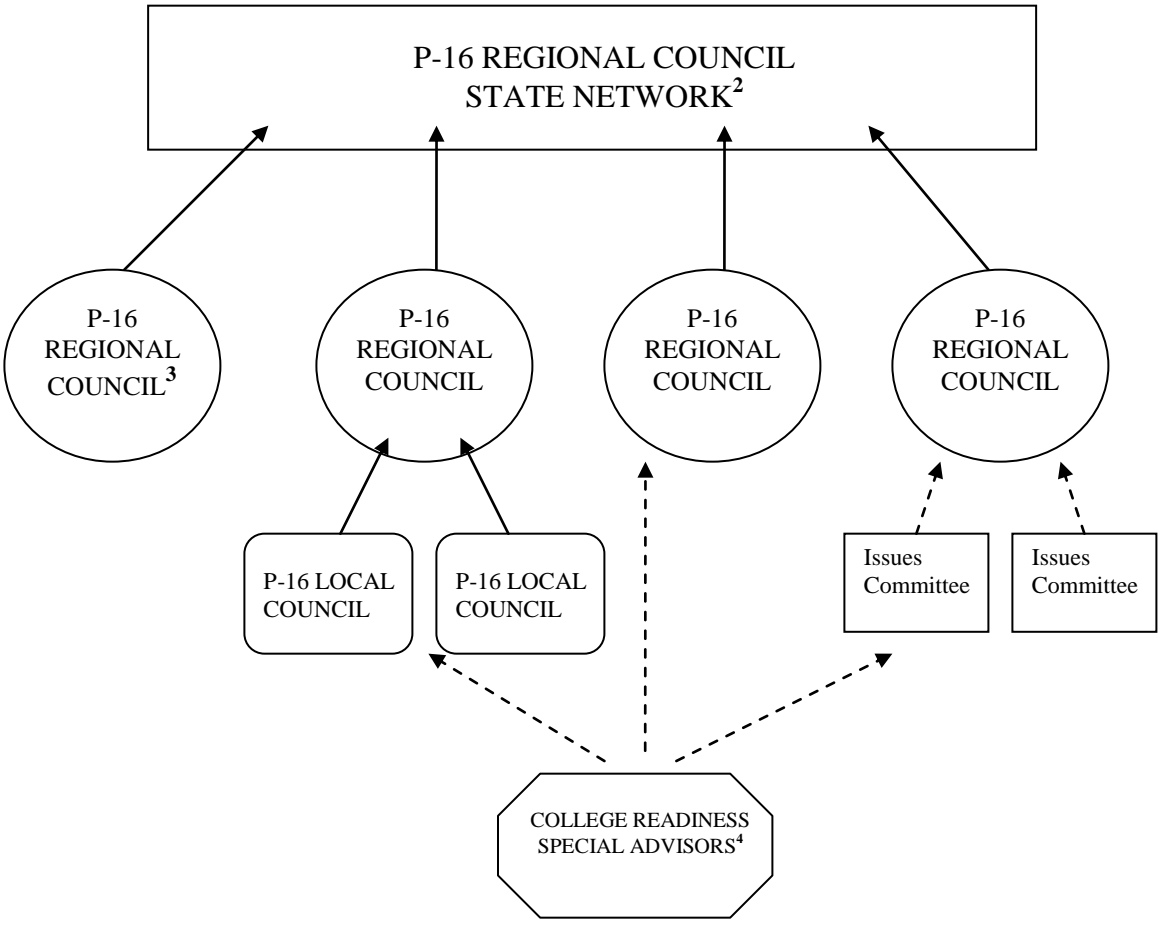 P-16 REGIONAL COUNCIL
STATE NETWORK²
P-16
REGIONAL
COUNCIL³
P-16
REGIONAL
COUNCIL
P-16
REGIONAL
COUNCIL
P-16
REGIONAL
COUNCIL
P-16 LOCAL
COUNCIL
P-16 LOCAL
COUNCIL
Issues
Committee
Issues
Committee
COLLEGE READINESS
SPECIAL ADVISORS⁴